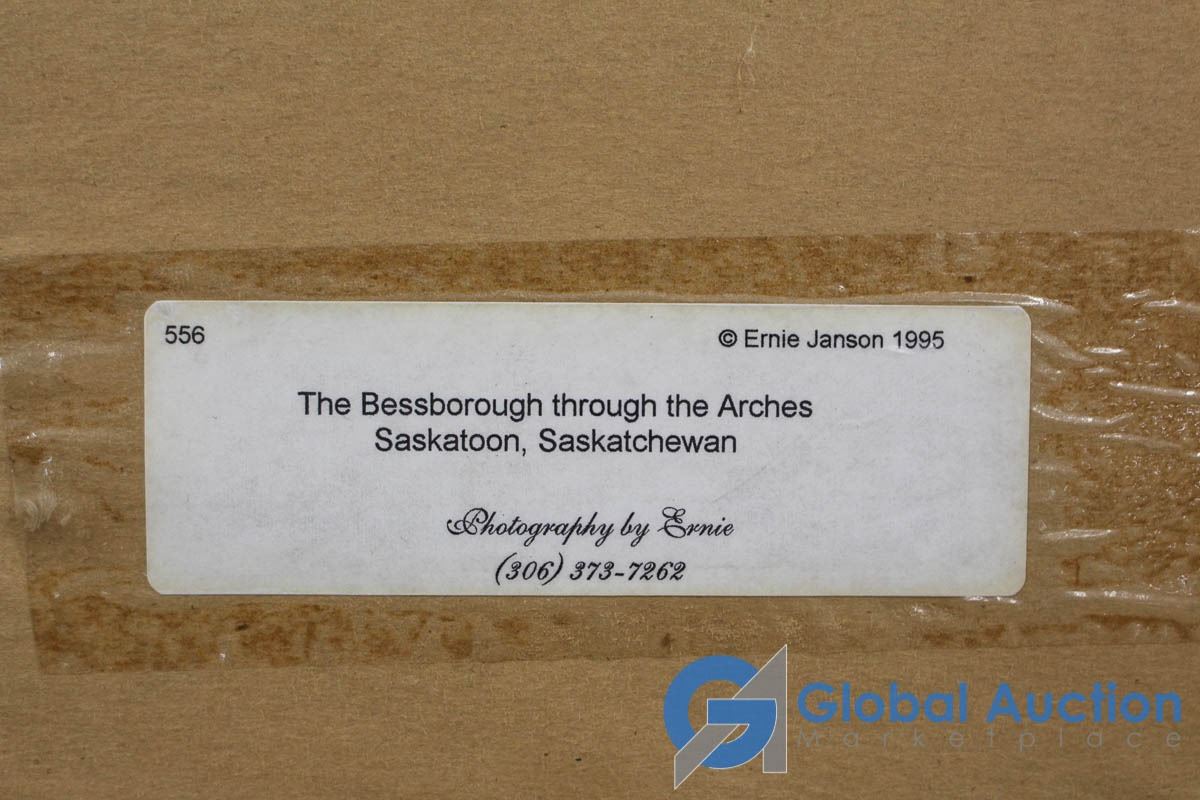 556
© Ernie Janson 1995
The Bessborough through the Arches
Saskatoon, Saskatchewan
Photography by Ernie
(306) 373-7262
Global Auction
Marketplace